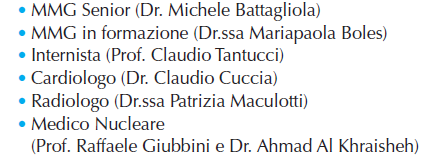 • MMG Senior (Dr. Michele Battagliola)
• MMG in formazione (Dr.ssa Mariapaola Boles)
• Internista (Prof. Claudio Tantucci)
• Cardiologo (Dr. Claudio Cuccia)
• Radiologo (Dr.ssa Patrizia Maculotti)
• Medico Nucleare
(Prof. Raffaele Giubbini e Dr. Ahmad Al Khraisheh)